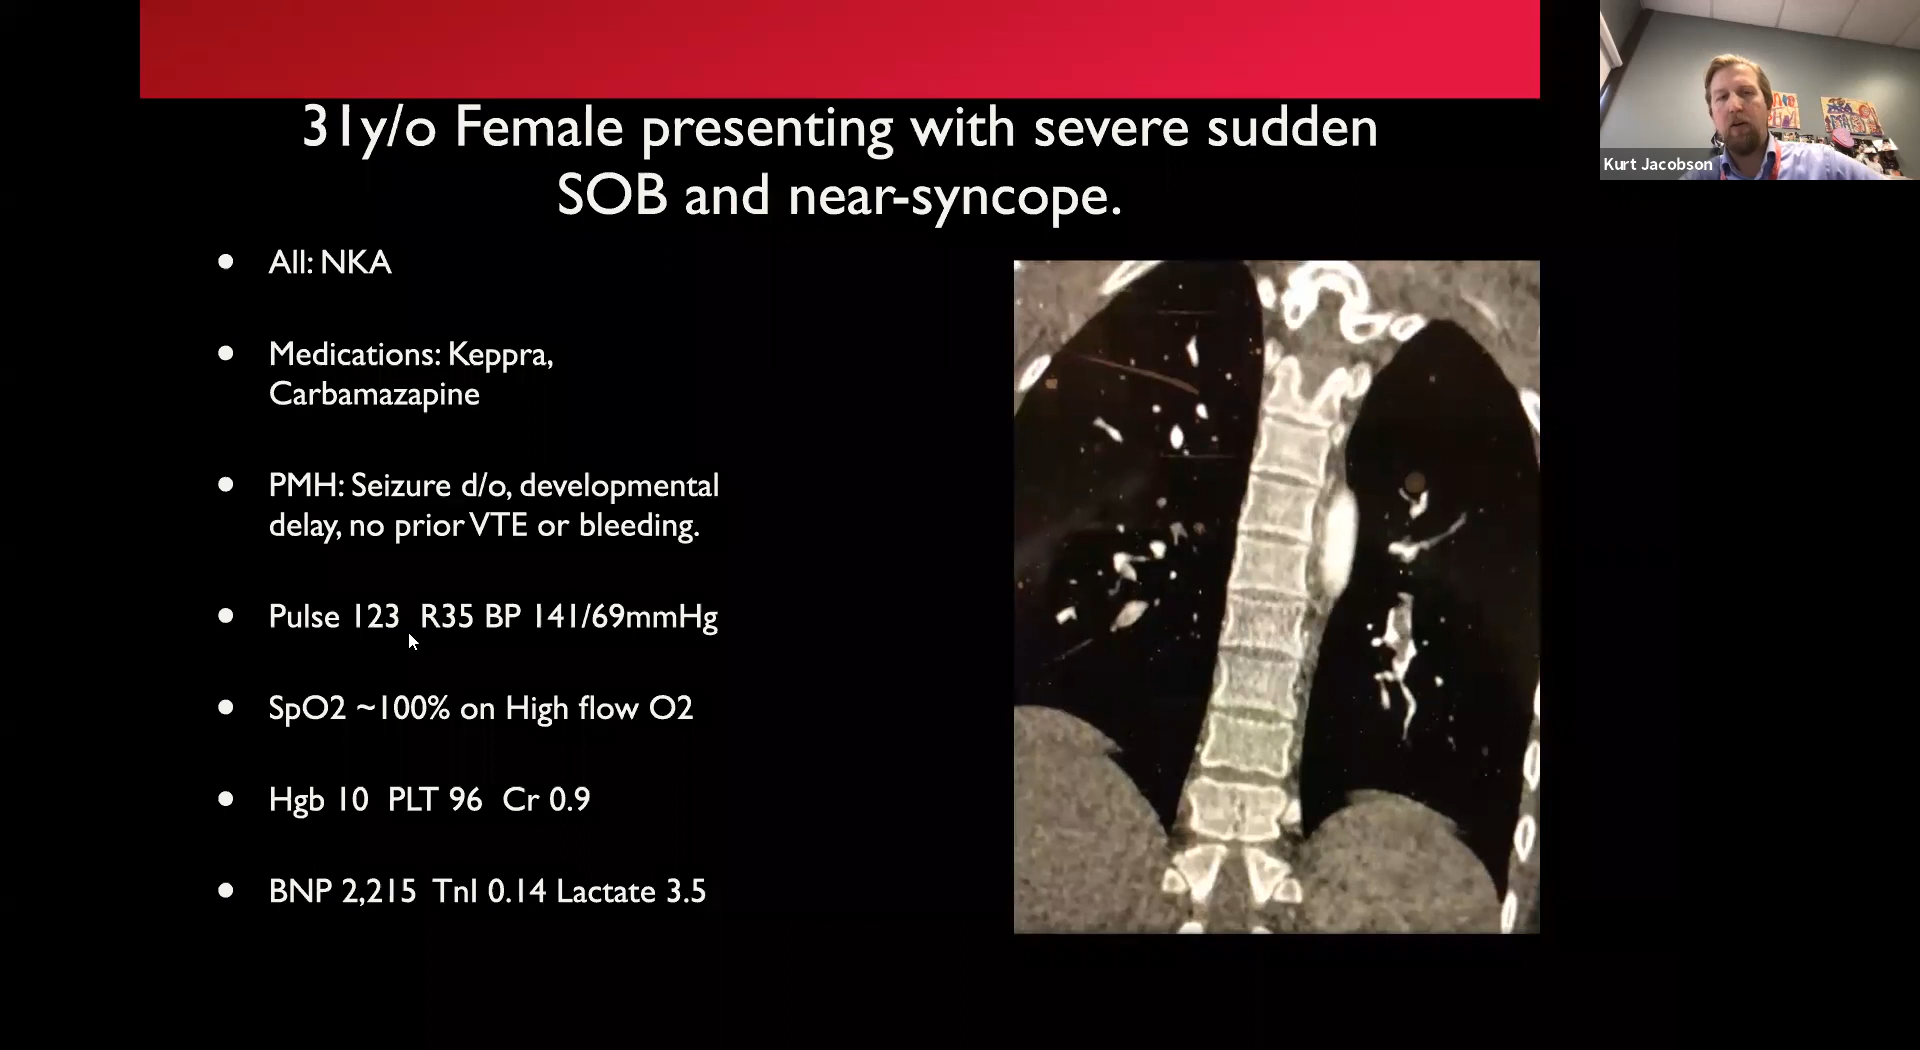 31y/o Female presenting with severe sudden
SOB and near-syncope.
Kurt Jacobson
All: NKA
Medications: Keppra,
Carbamazapine
PMH: Seizure d/o, developmental
delay, no prior VTE or bleeding.
Pulse 123 R35 BP 141/69mmHg
SpO2 ~100% on High flow O2
Hgb 10 PLT 96 Cr 0.9
BNP 2,215 TnI 0.14 Lactate 3.5